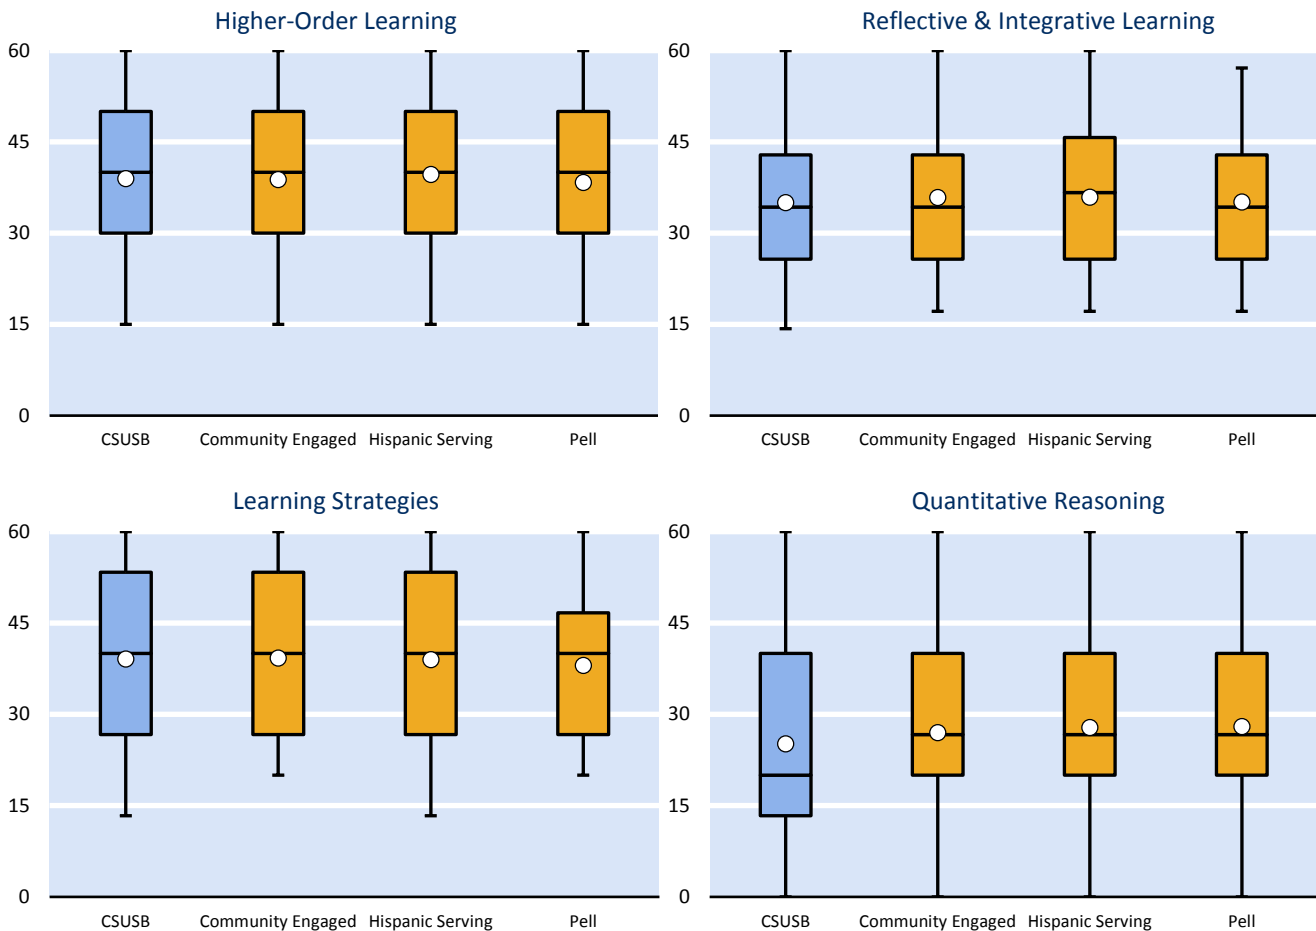 Higher-Order Learning
60
45
30
15
0
CSUSB Community Engaged Hispanic Serving Pell
Reflective & Integrative Learning
60
45
30
15
0
CSUSB Community Engaged Hispanic Serving Pell
Learning Strategies
60
45
30
15
0
CSUSB Community Engaged Hispanic Serving Pell
Quantitative Reasoning
60
45
30
15
0
CSUSB Community Engaged Hispanic Serving Pell